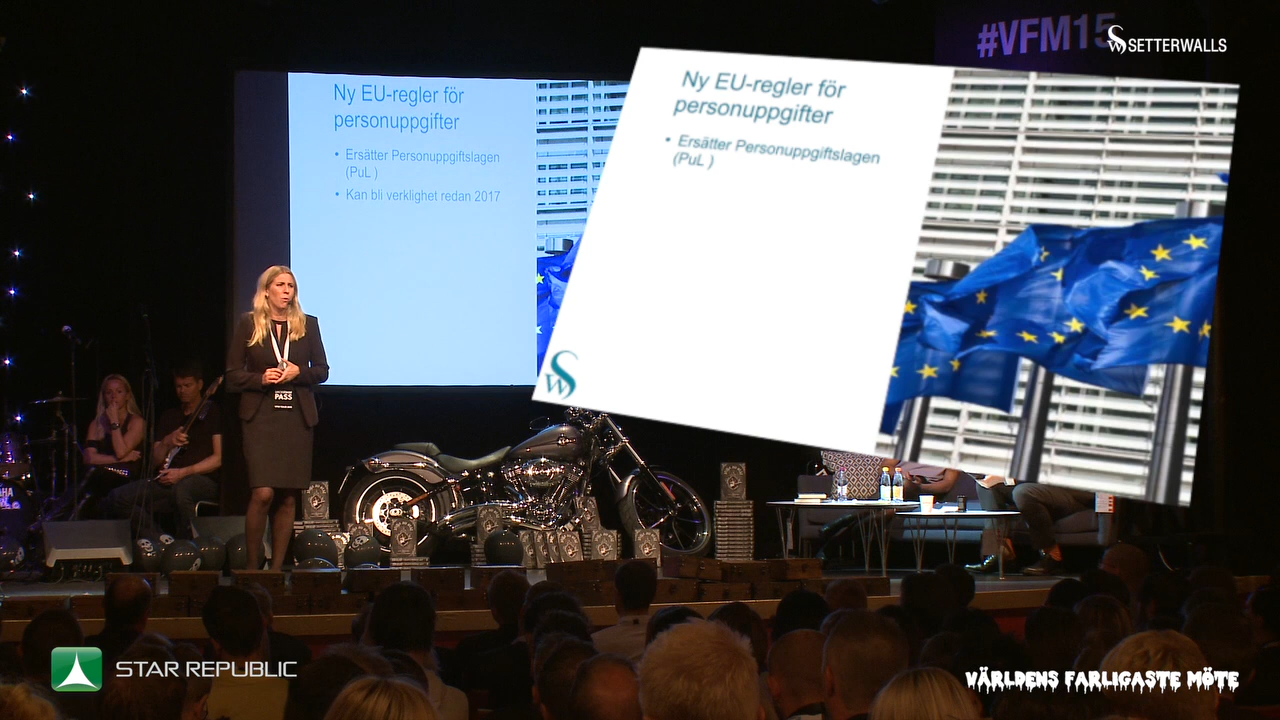 #VFM15
SETTERWALLS
Ny EU-regler för
personuppgifter
• Ersätter Personuppgiftslagen
(PuL )
• Kan bli verklighet redan 2017
Ny EU-regler för
personuppgifter
• Ersätter Personuppgiftslagen
(PuL )
PASS
STAR REPUBLIC
VÄRLDENS FARLIGASTE MÖTE